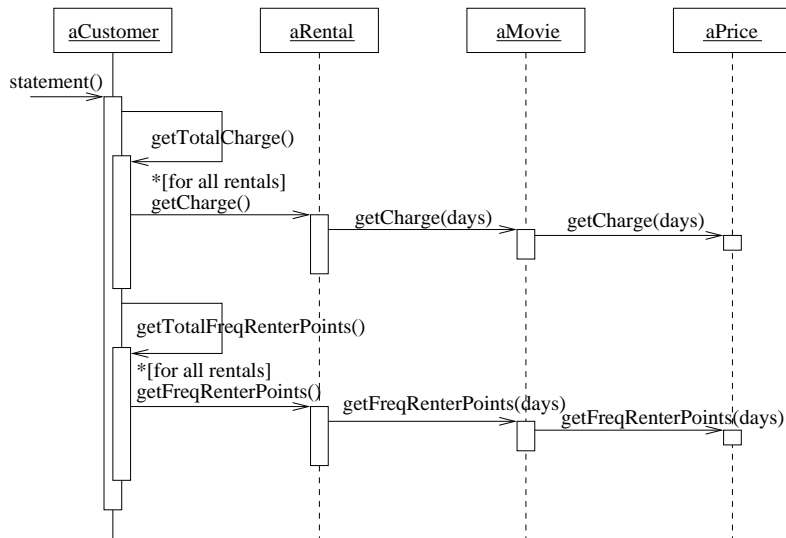 aCustomer
aRental
aMovie
aPrice
statement()
getTotalCharge()
*[for all rentals]
getCharge()
getCharge(days)
getCharge(days)
getTotalFreqRenterPoints()
*[for all rentals]
getFreqRenterPoints()
getFreqRenterPoints(days)
getFreqRenterPoints(days)